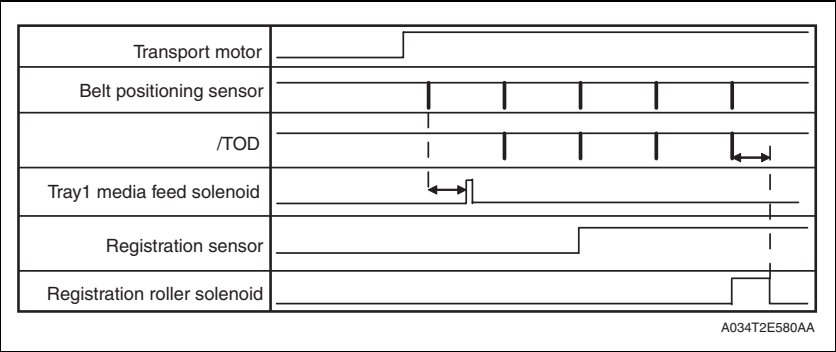 Transport motor
Belt positioning sensor
/TOD
Tray1 media feed solenoid
Registration sensor
Registration roller solenoid
A034T2E580AA